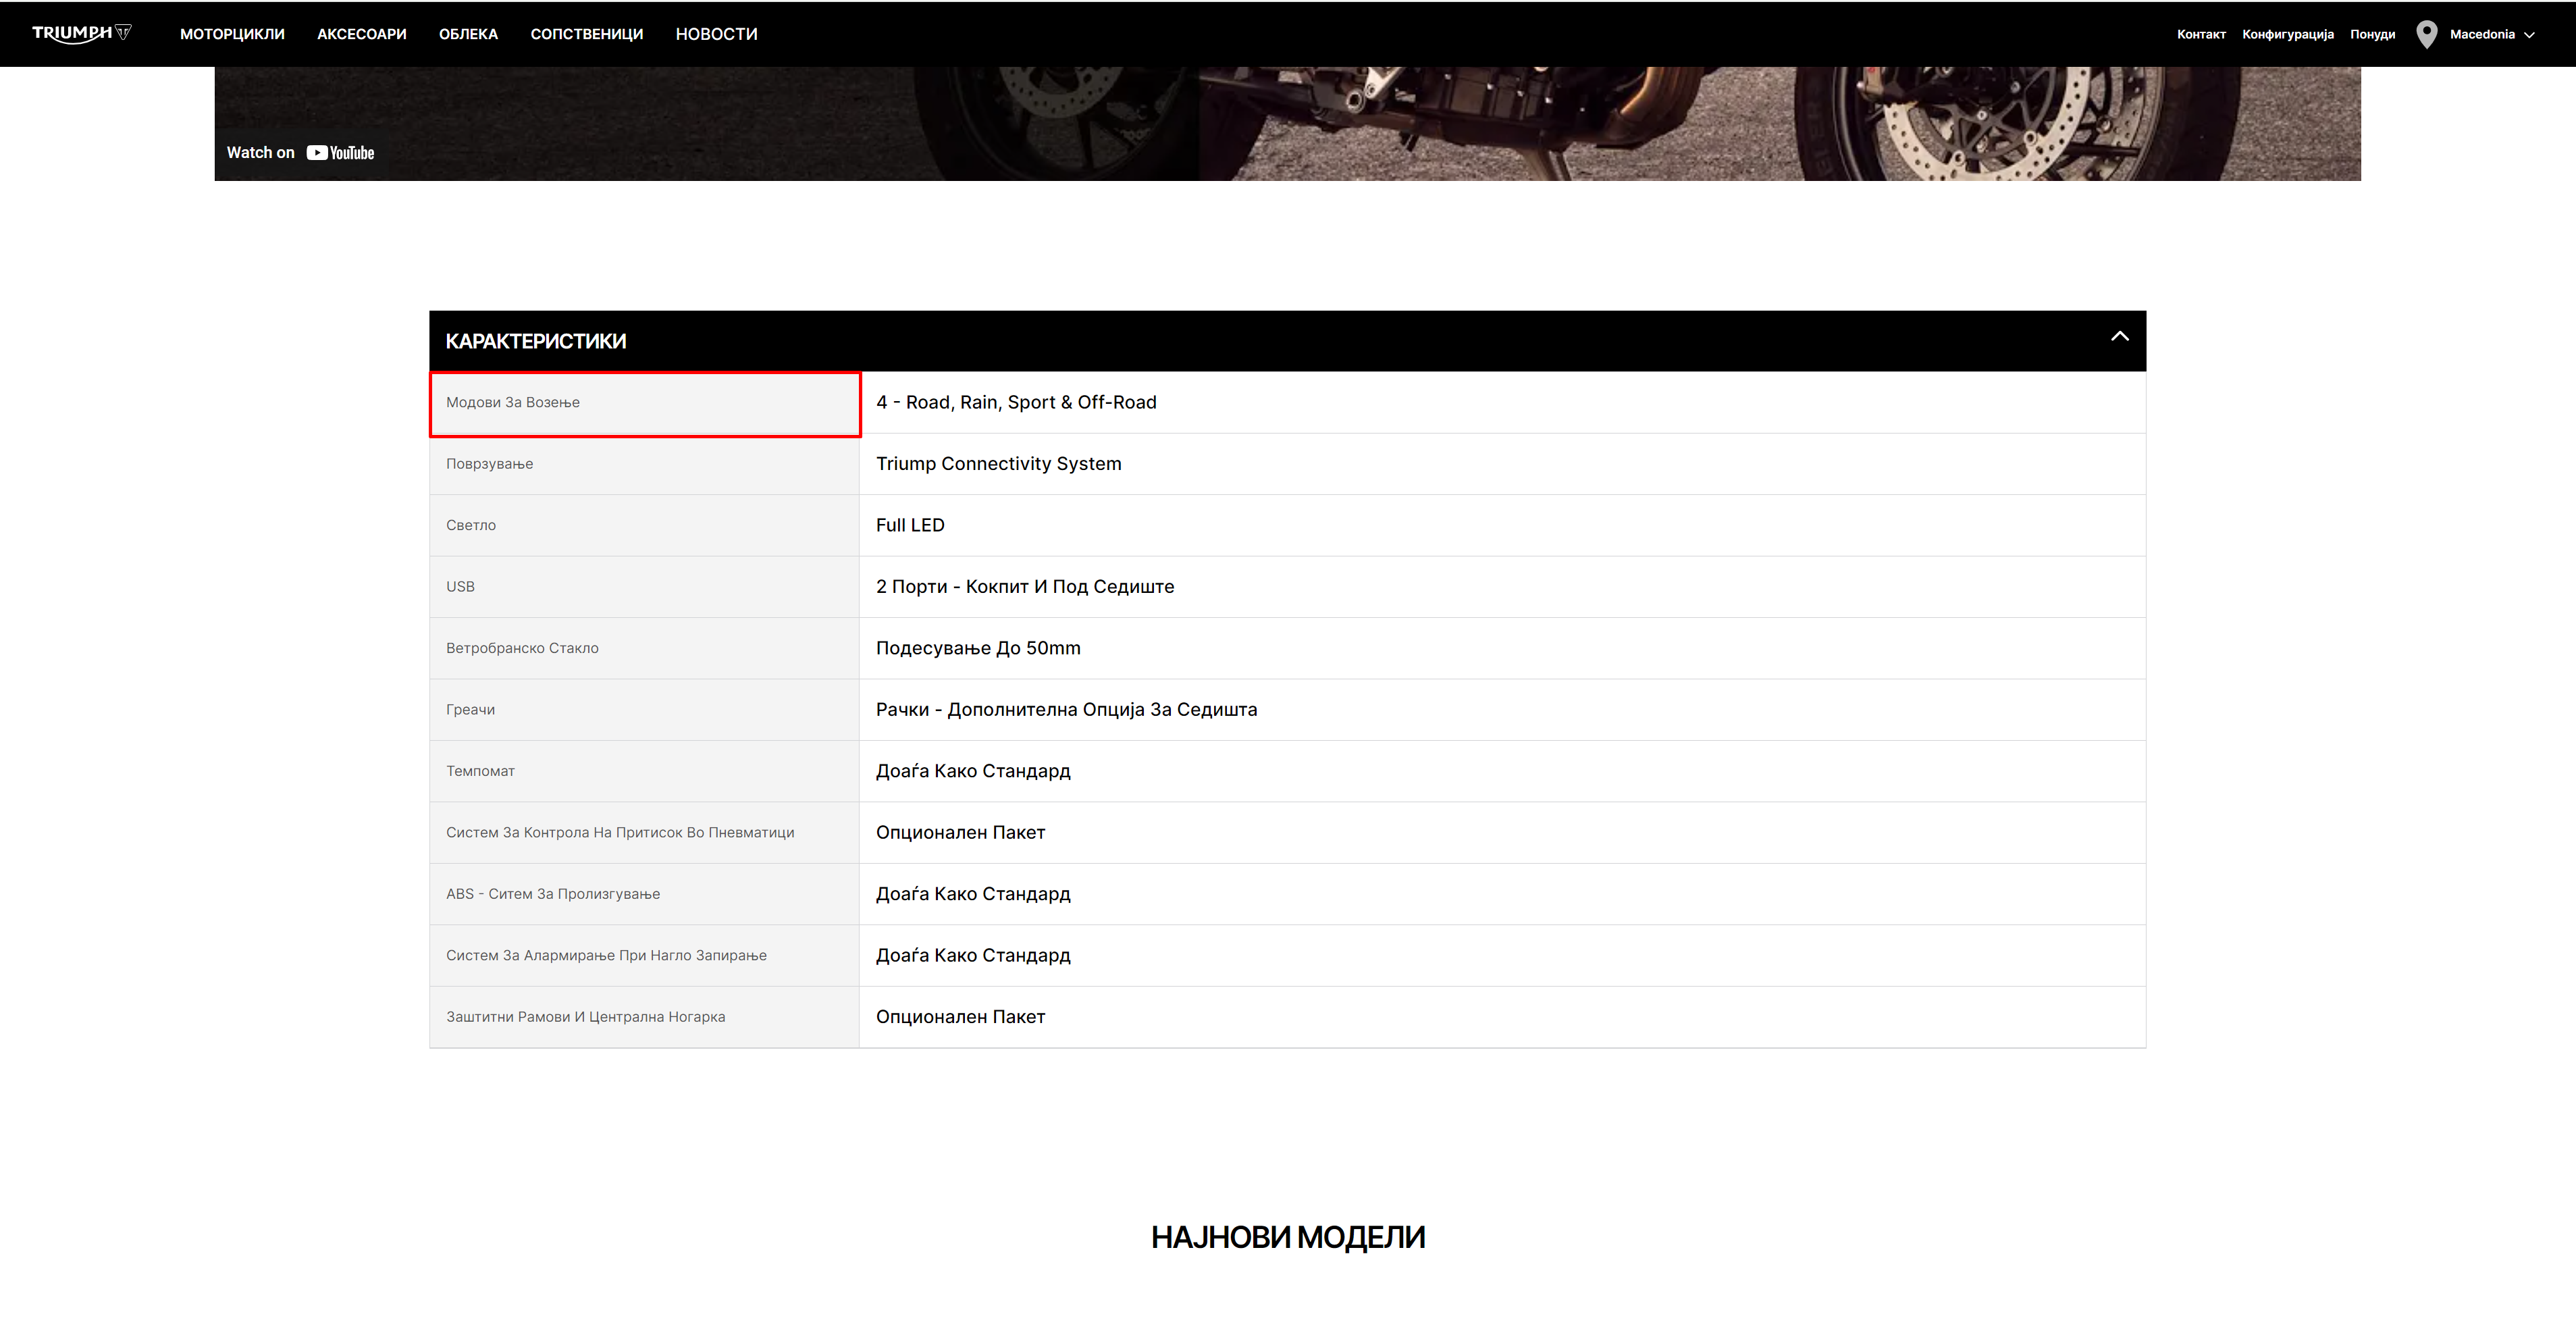 TRIUMPH МОТОРЦИКЛИ АКСЕСОАРИ ОБЛЕКА СОПСТВЕНИЦИ НОВОСТИ Контакт Конфигурација Понуди Macedonia
Watch on YouTube
КАРАКТЕРИСТИКИ
Модови За Возење 4 - Road, Rain, Sport & Off-Road
Поврзување Triump Connectivity System
Светло Full LED
USB 2 Порти - Кокпит И Под Седиште
Ветробранско Стакло Подесување До 50mm
Греачи Рачки - Дополнителна Опција За Седишта
Темпомат Доаѓа Како Стандард
Систем За Контрола На Притисок Во Пневматици Опционален Пакет
ABS - Ситем За Пролизгување Доаѓа Како Стандард
Систем За Алармирање При Нагло Запирање Доаѓа Како Стандард
Заштитни Рамови И Централна Ногарка Опционален Пакет
НАЈНОВИ МОДЕЛИ